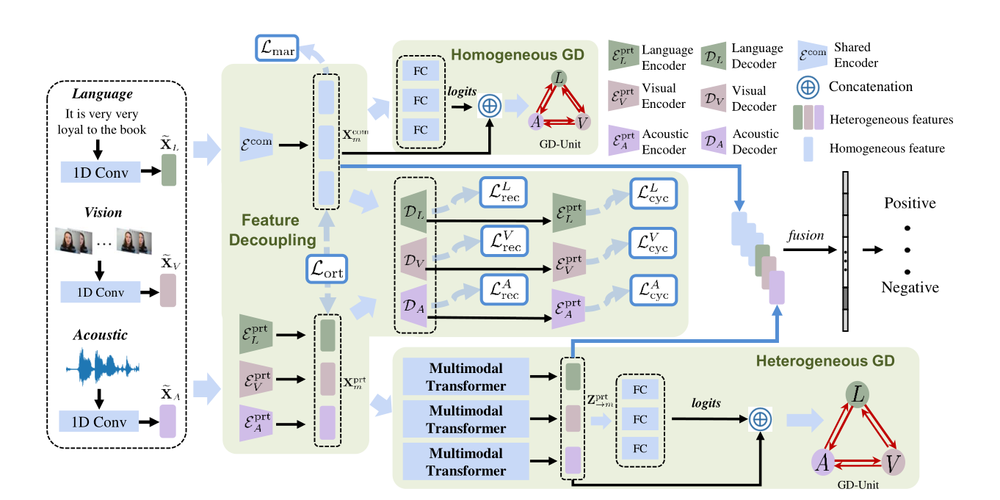 Language
It is very very
loyal to the book
1D Conv
X̃_L
Vision
...
1D Conv
X̃_V
Acoustic
1D Conv
X̃_A
L_mar
Feature
Decoupling
ℰ^com
X_m^com
L_ort
ℰ_L^prt
ℰ_V^prt
ℰ_A^prt
X_m^prt
Homogeneous GD
FC
FC
FC
logits
L
A
V
GD-Unit
D_L
L_rec^L
ℰ_L^prt
L_cyc^L
D_V
L_rec^V
ℰ_V^prt
L_cyc^V
D_A
L_rec^A
ℰ_A^prt
L_cyc^A
Heterogeneous GD
Multimodal
Transformer
Multimodal
Transformer
Multimodal
Transformer
Z_→m^prt
FC
FC
FC
logits
L
A
V
GD-Unit
ℰ_L^prt
Language
Encoder
D_L
Language
Decoder
ℰ^com
Shared
Encoder
ℰ_V^prt
Visual
Encoder
D_V
Visual
Decoder
Concatenation
ℰ_A^prt
Acoustic
Encoder
D_A
Acoustic
Decoder
Heterogeneous features
Homogeneous feature
fusion
Positive
Negative